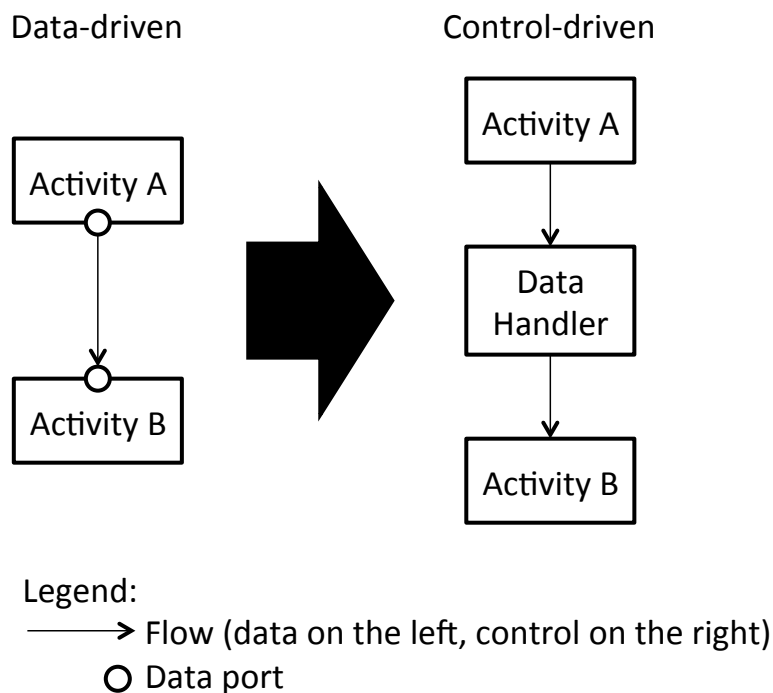 Data-driven
Control-driven
Activity A
Activity B
Activity A
Data
Handler
Activity B
Legend:
Flow (data on the left, control on the right)
Data port